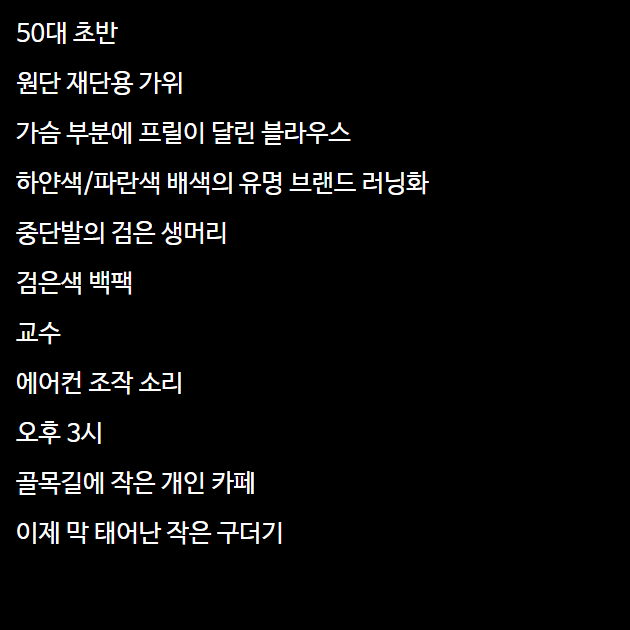 50대 초반
원단 재단용 가위
가슴 부분에 프릴이 달린 블라우스
하얀색/파란색 배색의 유명 브랜드 러닝화
중단발의 검은 생머리
검은색 백팩
교수
에어컨 조작 소리
오후 3시
골목길에 작은 개인 카페
이제 막 태어난 작은 구더기